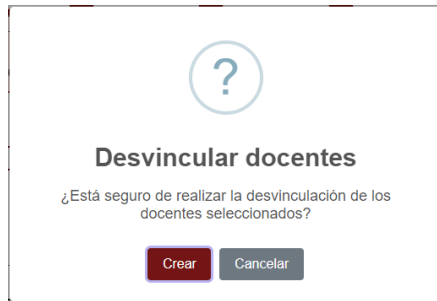 ?
Desvincular docentes
¿Está seguro de realizar la desvinculación de los
docentes seleccionados?
Crear Cancelar